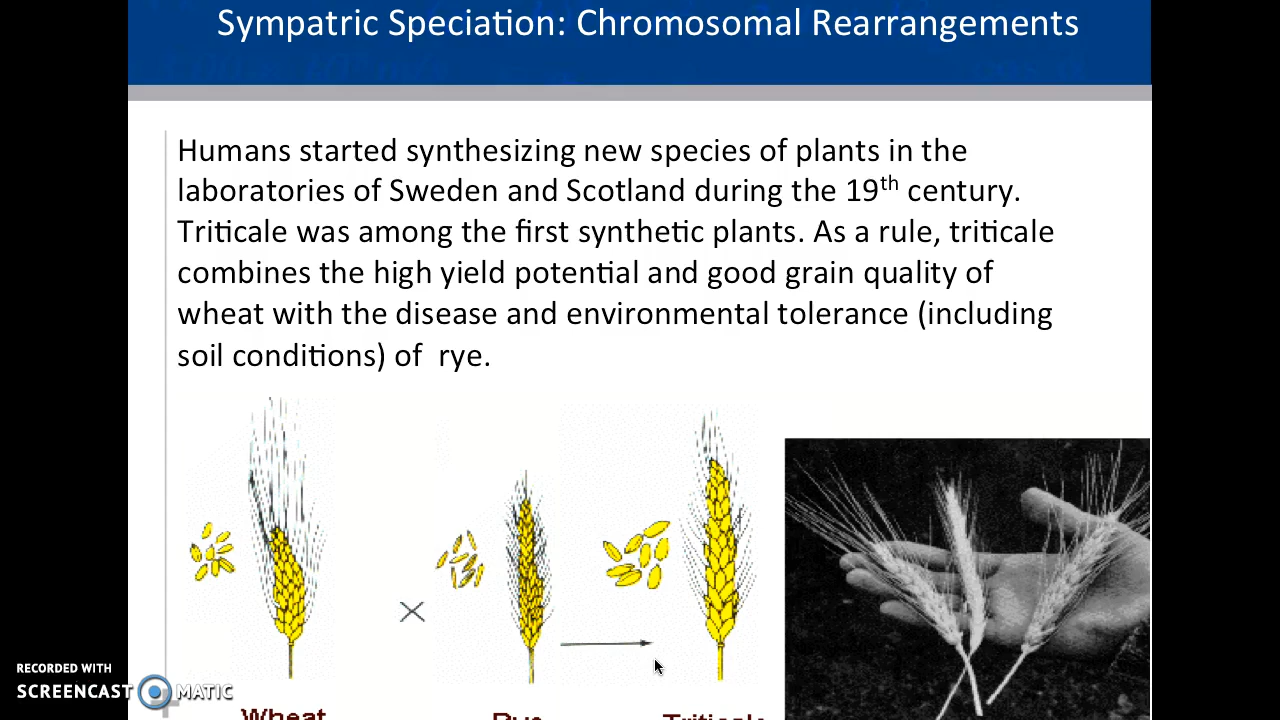 Sympatric Speciation: Chromosomal Rearrangements
Humans started synthesizing new species of plants in the
laboratories of Sweden and Scotland during the 19th century.
Triticale was among the first synthetic plants. As a rule, triticale
combines the high yield potential and good grain quality of
wheat with the disease and environmental tolerance (including
soil conditions) of rye.
Wheat
Rye
Triticale
RECORDED WITH
SCREENCAST MATIC